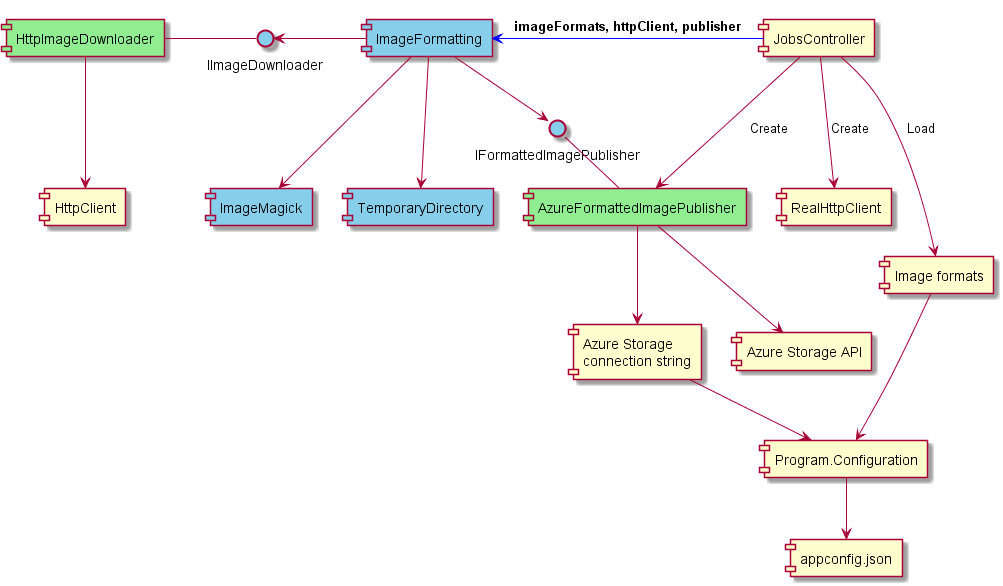 imageFormats, httpClient, publisher
HttpImageDownloader
ImageFormatting
JobsController
IImageDownloader
Create
Create
Load
IFormattedImagePublisher
HttpClient
ImageMagick
TemporaryDirectory
AzureFormattedImagePublisher
RealHttpClient
Image formats
Azure Storage
connection string
Azure Storage API
Program.Configuration
appconfig.json